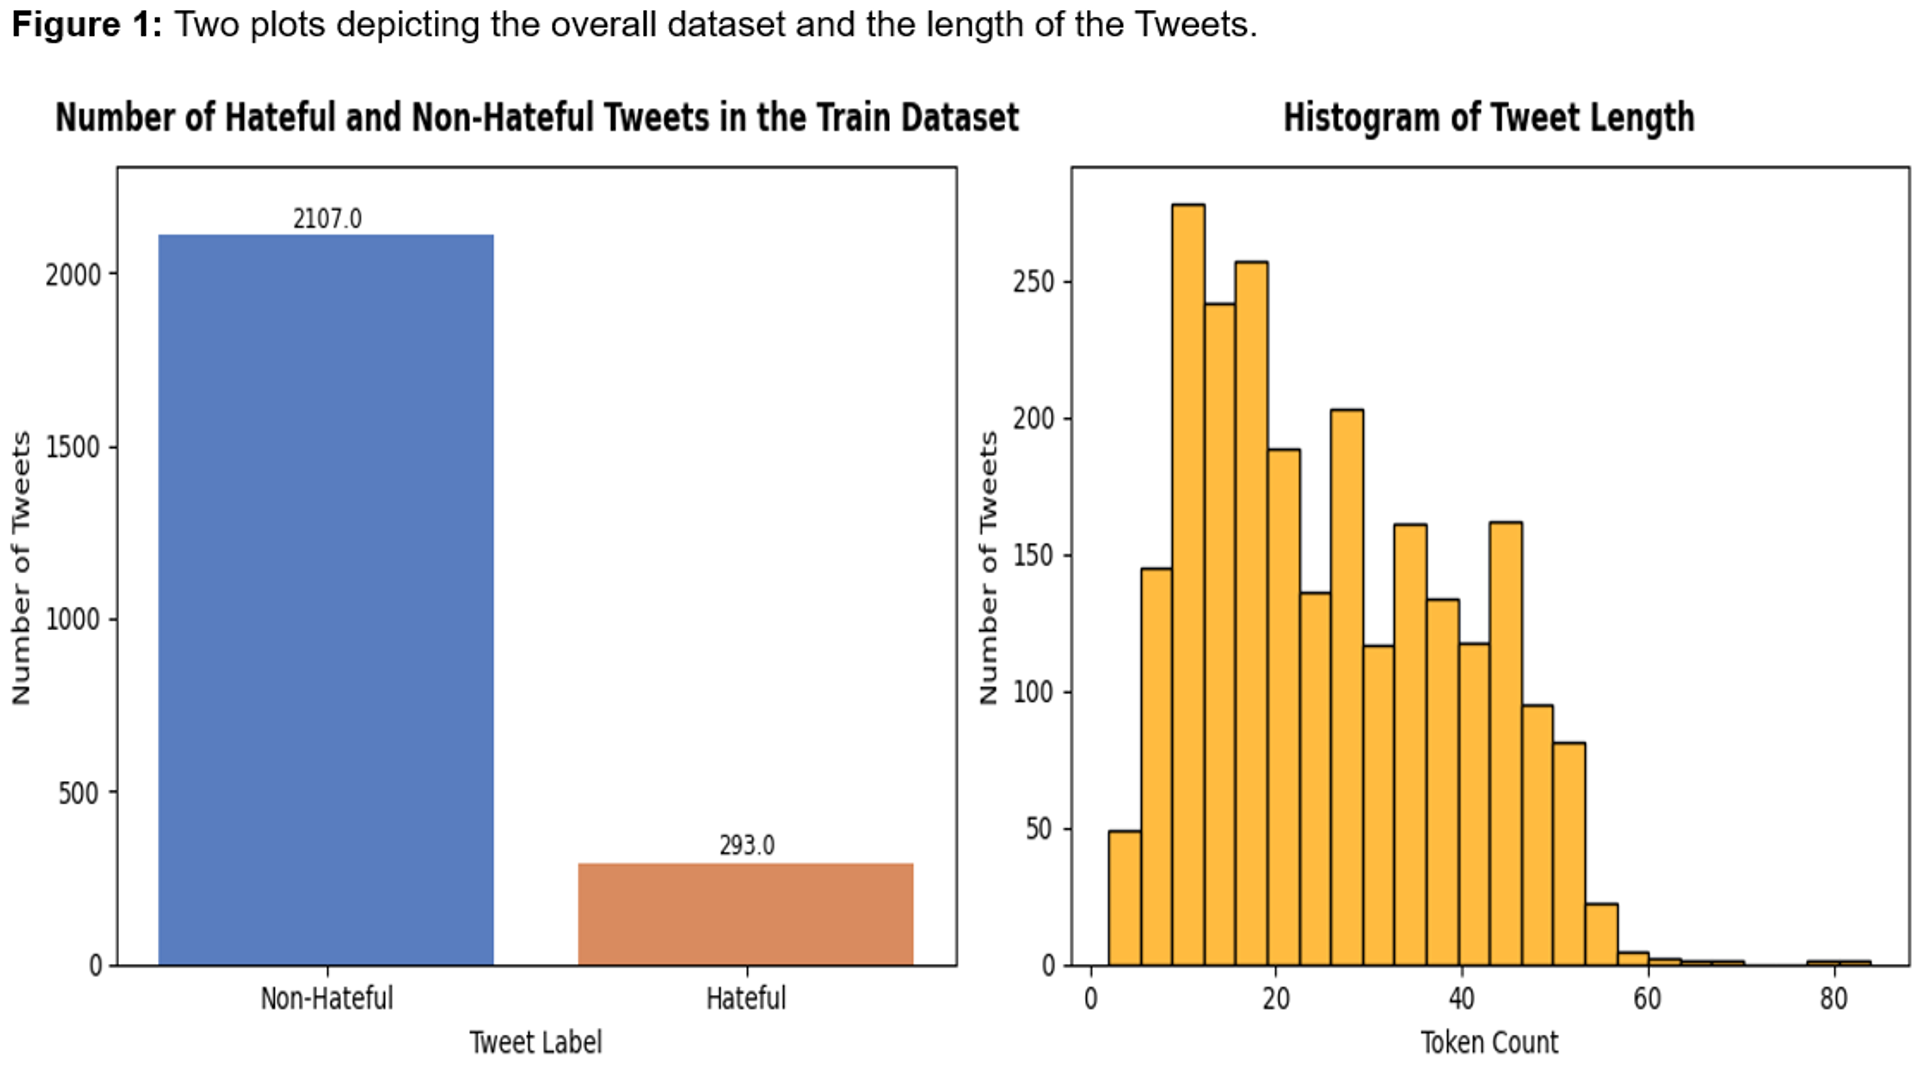 Figure 1: Two plots depicting the overall dataset and the length of the Tweets.
Number of Hateful and Non-Hateful Tweets in the Train Dataset
Number of Tweets
2000
1500
1000
500
0
2107.0
293.0
Non-Hateful
Hateful
Tweet Label
Histogram of Tweet Length
Number of Tweets
250
200
150
100
50
0
0
20
40
60
80
Token Count